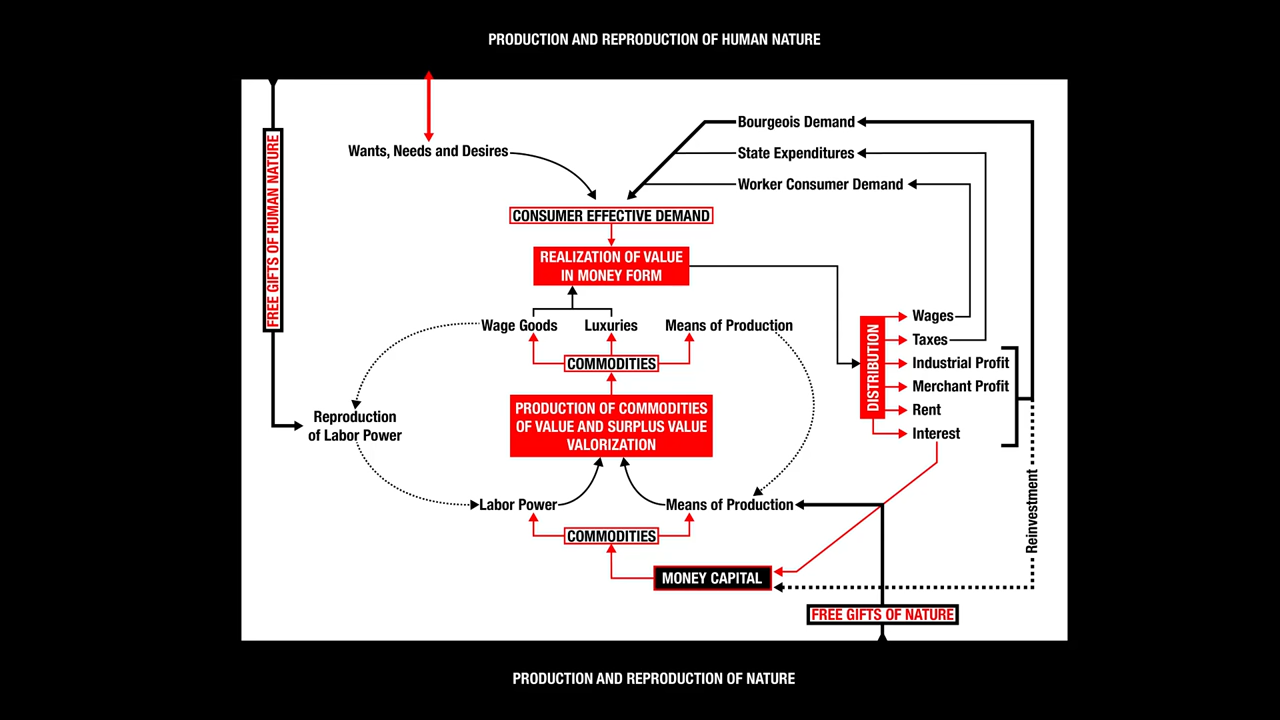 PRODUCTION AND REPRODUCTION OF HUMAN NATURE
FREE GIFTS OF HUMAN NATURE
Wants, Needs and Desires
Bourgeois Demand
State Expenditures
Worker Consumer Demand
CONSUMER EFFECTIVE DEMAND
REALIZATION OF VALUE
IN MONEY FORM
Wage Goods
Luxuries
Means of Production
COMMODITIES
DISTRIBUTION
Wages
Taxes
Industrial Profit
Merchant Profit
Rent
Interest
Reproduction
of Labor Power
PRODUCTION OF COMMODITIES
OF VALUE AND SURPLUS VALUE
VALORIZATION
Labor Power
Means of Production
COMMODITIES
Reinvestment
MONEY CAPITAL
FREE GIFTS OF NATURE
PRODUCTION AND REPRODUCTION OF NATURE